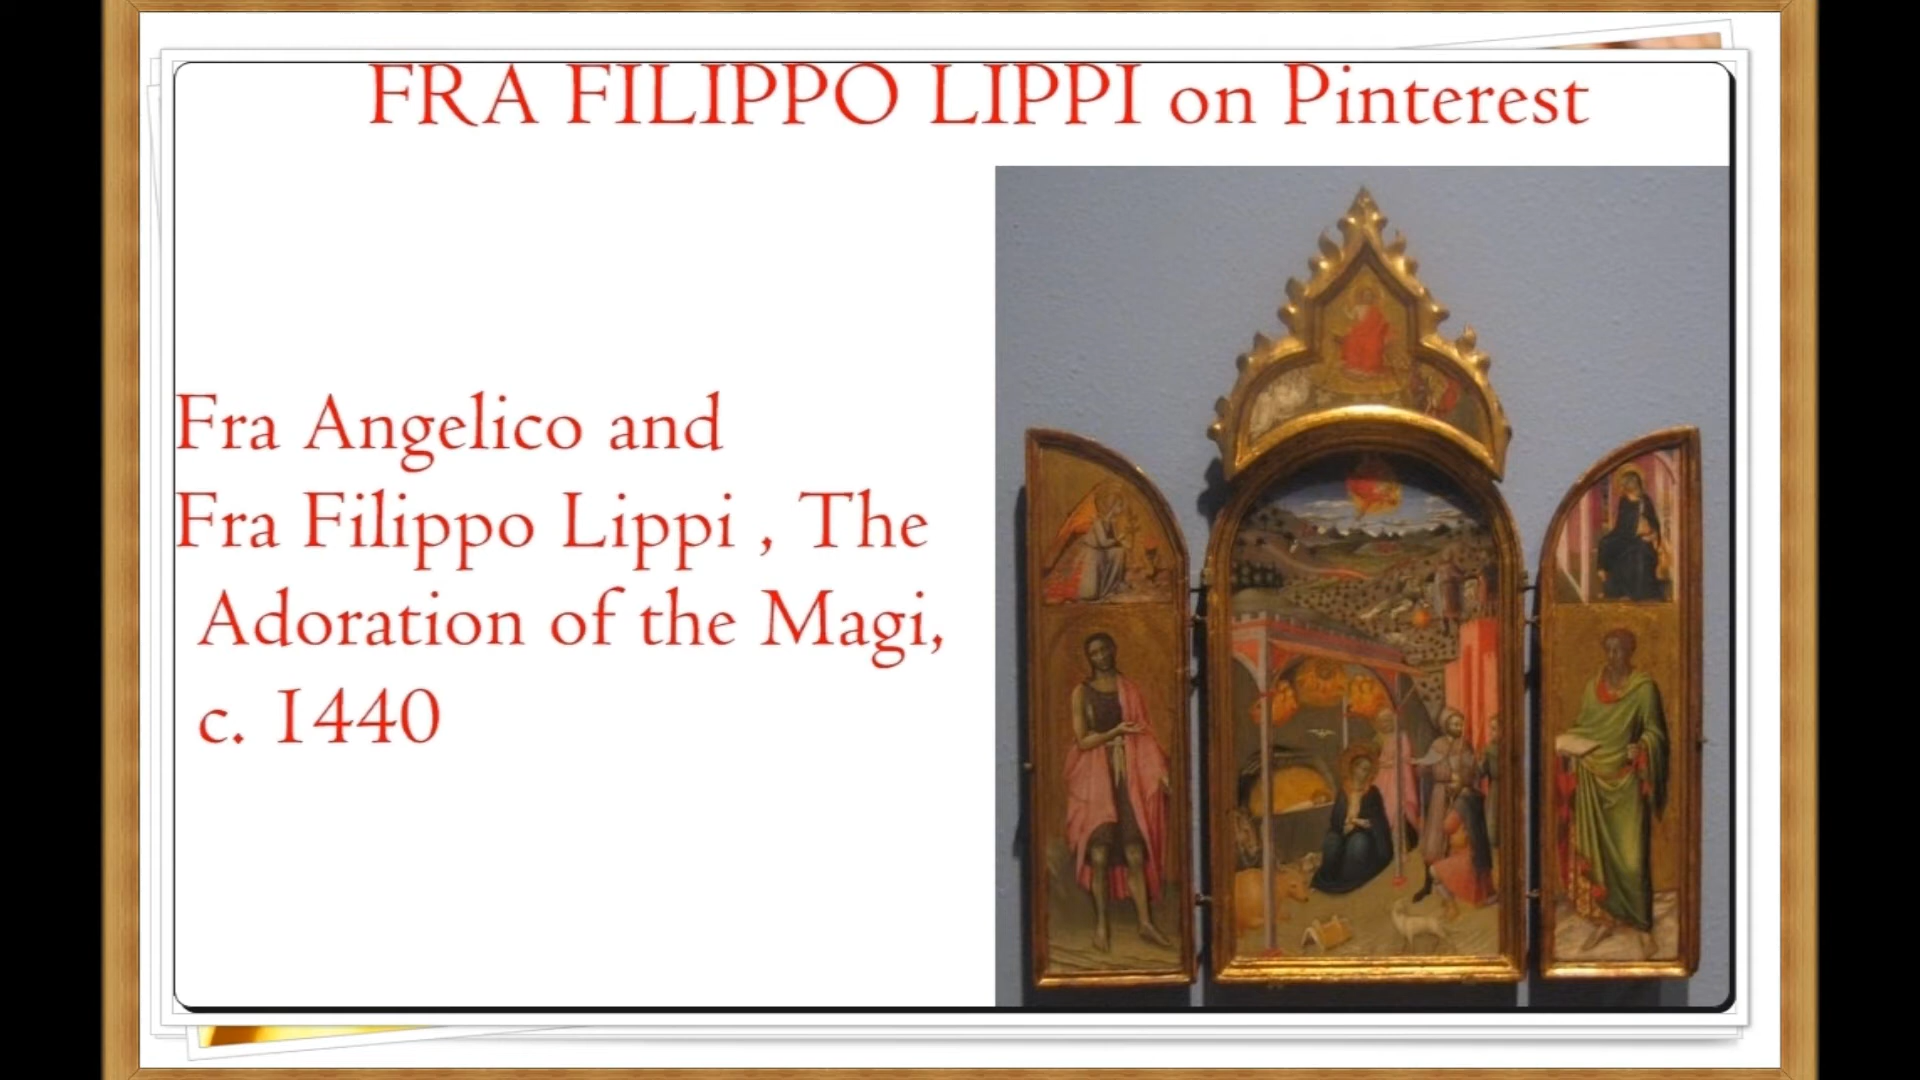 FRA FILIPPO LIPPI on Pinterest
Fra Angelico and
Fra Filippo Lippi , The
Adoration of the Magi,
c. 1440